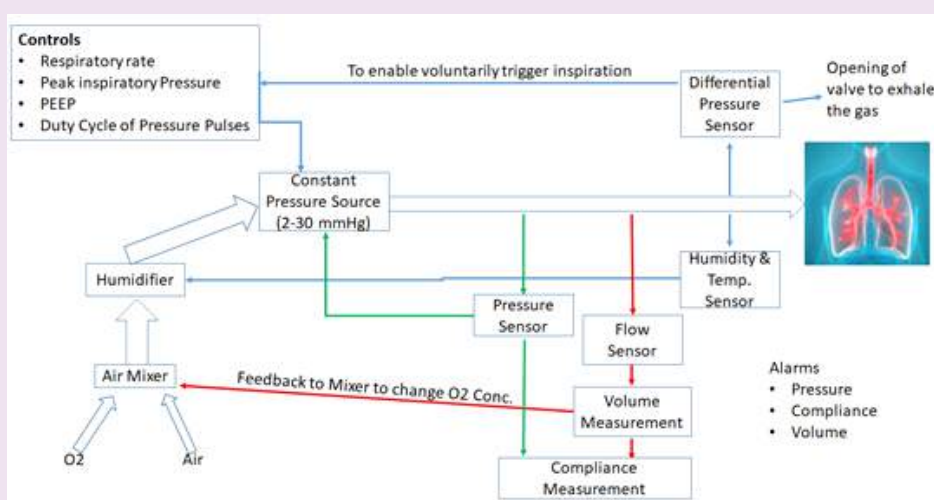 Controls
• Respiratory rate
• Peak inspiratory Pressure
• PEEP
• Duty Cycle of Pressure Pulses
To enable voluntarily trigger inspiration
Differential
Pressure
Sensor
Opening of
valve to exhale
the gas
Constant
Pressure Source
(2-30 mmHg)
Humidifier
Humidity &
Temp.
Sensor
Pressure
Sensor
Flow
Sensor
Air Mixer
Feedback to Mixer to change O2 Conc.
Volume
Measurement
Alarms
• Pressure
• Compliance
• Volume
O2
Air
Compliance
Measurement